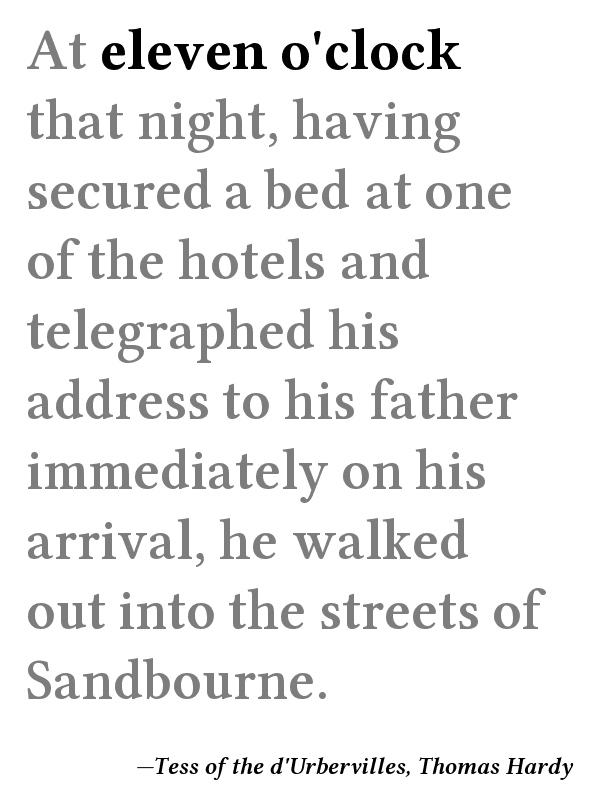 At eleven o'clock
that night, having
secured a bed at one
of the hotels and
telegraphed his
address to his father
immediately on his
arrival, he walked
out into the streets of
Sandbourne.
—Tess of the d'Urbervilles, Thomas Hardy